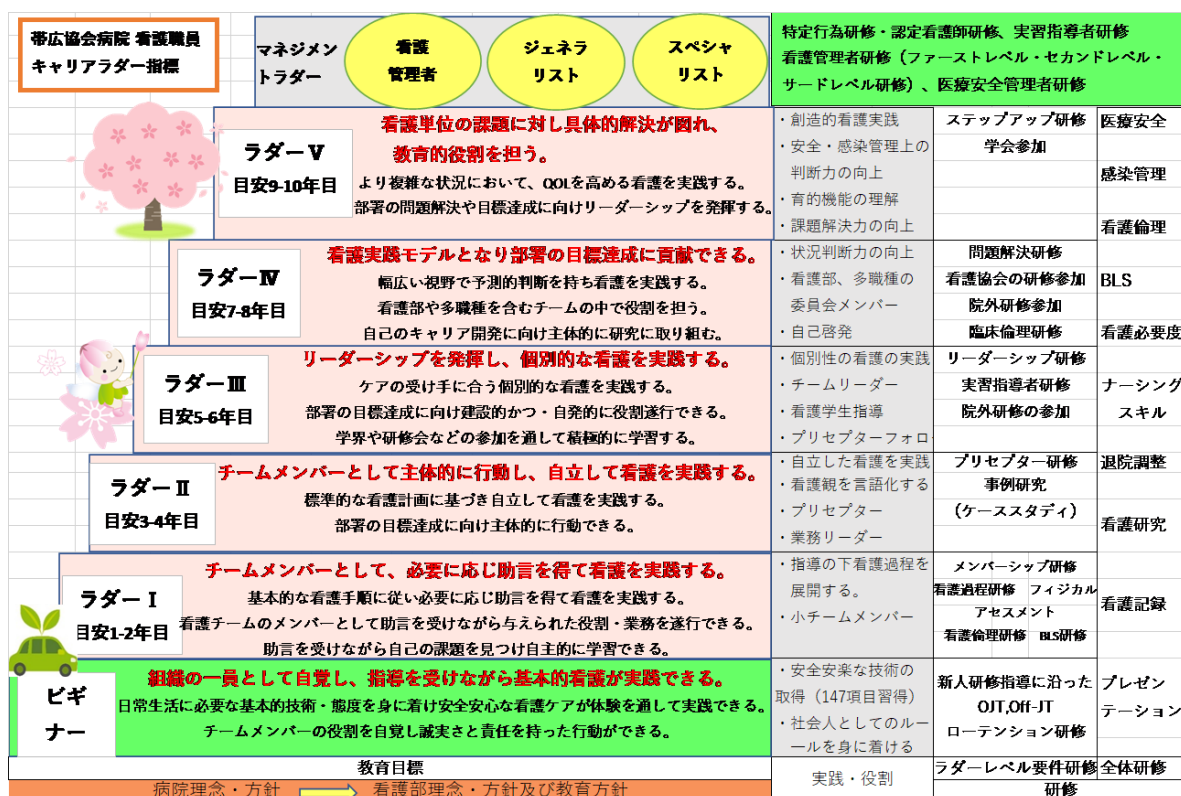 帯広協会病院 看護職員
キャリアラダー指標
マネジメン
トラダー
看護
管理者
ジェネラ
リスト
スペシャ
リスト
特定行為研修・認定看護師研修、実習指導者研修
看護管理者研修（ファーストレベル・セカンドレベル・
サードレベル研修）、医療安全管理者研修
ラダーⅤ
目安9-10年目
看護単位の課題に対し具体的解決が図れ、
教育的役割を担う。
より複雑な状況において、QOLを高める看護を実践する。
部署の問題解決や目標達成に向けリーダーシップを発揮する。
・創造的看護実践
・安全・感染管理上の
判断力の向上
・育的機能の理解
・課題解決力の向上
ステップアップ研修
学会参加
医療安全
感染管理
看護倫理
ラダーⅣ
目安7-8年目
看護実践モデルとなり部署の目標達成に貢献できる。
幅広い視野で予測的判断を持ち看護を実践する。
看護部や多職種を含むチームの中で役割を担う。
自己のキャリア開発に向け主体的に研究に取り組む。
・状況判断力の向上
・看護部、多職種の
委員会メンバー
・自己啓発
問題解決研修
看護協会の研修参加
院外研修参加
臨床倫理研修
BLS
看護必要度
ラダーⅢ
目安5-6年目
リーダーシップを発揮し、個別的な看護を実践する。
ケアの受け手に合う個別的な看護を実践する。
部署の目標達成に向け建設的かつ・自発的に役割遂行できる。
学界や研修会などの参加を通して積極的に学習する。
・個別性の看護の実践
・チームリーダー
・看護学生指導
・プリセプターフォロ
リーダーシップ研修
実習指導者研修
院外研修の参加
ナーシング
スキル
ラダーⅡ
目安3-4年目
チームメンバーとして主体的に行動し、自立して看護を実践する。
標準的な看護計画に基づき自立して看護を実践する。
部署の目標達成に向け主体的に行動できる。
・自立した看護を実践
・看護観を言語化する
・プリセプター
・業務リーダー
プリセプター研修
事例研究
（ケーススタディ）
退院調整
看護研究
ラダーⅠ
目安1-2年目
チームメンバーとして、必要に応じ助言を得て看護を実践する。
基本的な看護手順に従い必要に応じ助言を得て看護を実践する。
看護チームのメンバーとして助言を受けながら与えられた役割・業務を遂行できる。
助言を受けながら自己の課題を見つけ自主的に学習できる。
・指導の下看護過程を
展開する。
・小チームメンバー
メンバーシップ研修
看護過程研修 フィジカル
アセスメント
看護倫理研修 BLS研修
看護記録
ビギ
ナー
組織の一員として自覚し、指導を受けながら基本的看護が実践できる。
日常生活に必要な基本的技術・態度を身に着け安全安心な看護ケアが体験を通して実践できる。
チームメンバーの役割を自覚し誠実さと責任を持った行動ができる。
・安全安楽な技術の
取得（147項目習得）
・社会人としてのルー
ルを身に着ける
新人研修指導に沿った
OJT,Off-JT
ローテンション研修
プレゼン
テーション
教育目標
実践・役割
ラダーレベル要件研修
全体研修
研修
病院理念・方針
看護部理念・方針及び教育方針